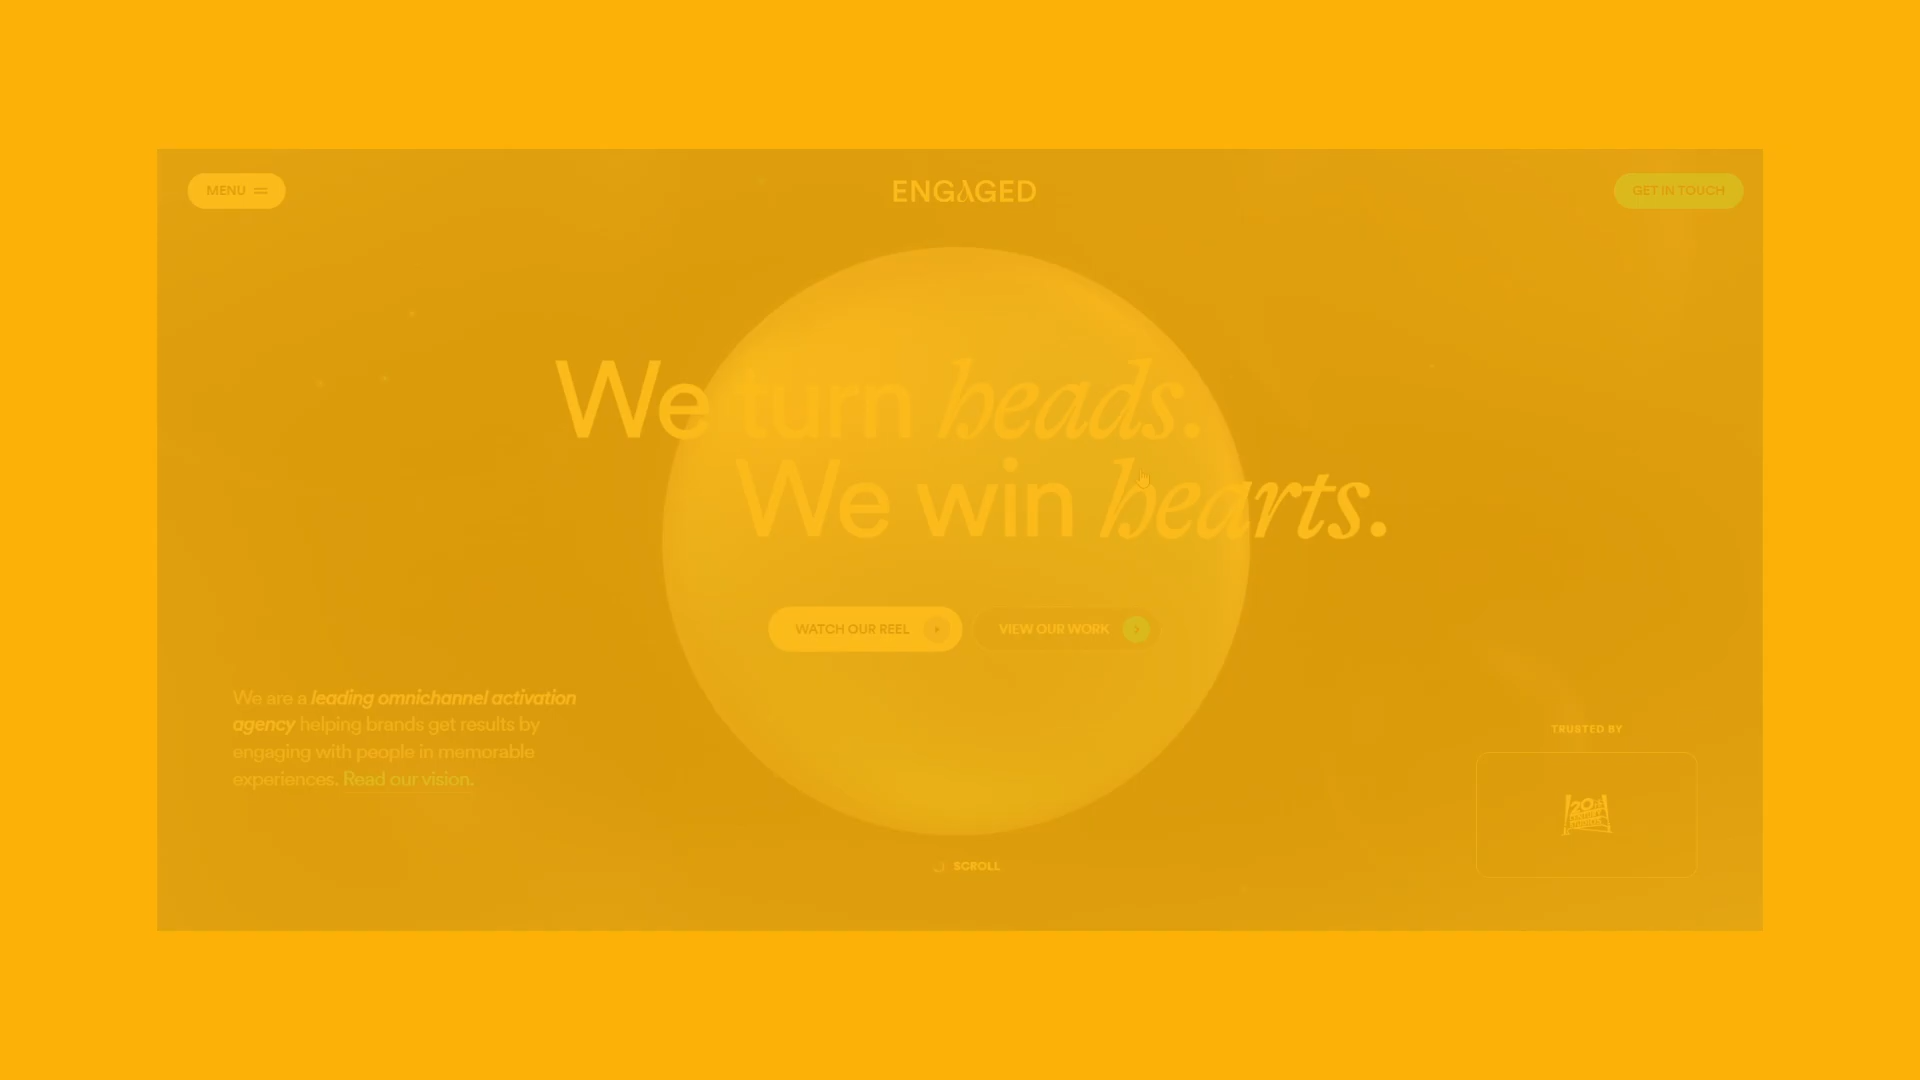 MENU
ENGAGED
GET IN TOUCH
We turn heads.
We win hearts.
WATCH OUR REEL
VIEW OUR WORK
We are a leading omnichannel activation
agency helping brands get results by
engaging with people in memorable
experiences. Read our vision.
TRUSTED BY
20
SCROLL